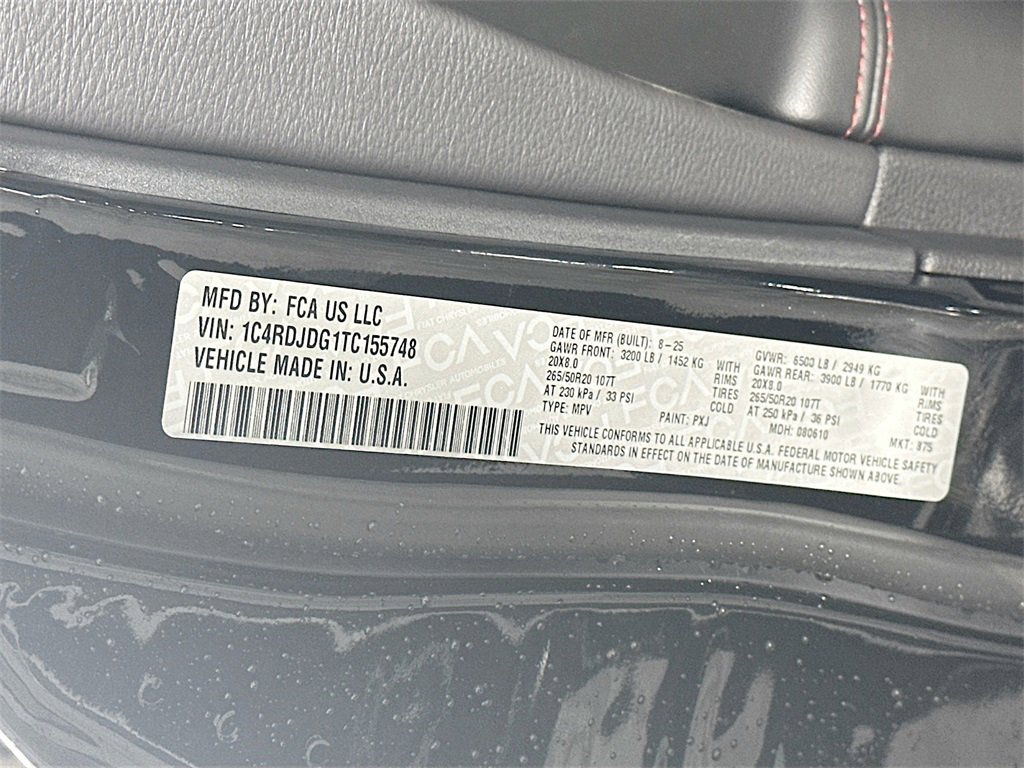 MFD BY: FCA US LLC
VIN: 1C4RDJDG1TC155748
VEHICLE MADE IN: U.S.A.
DATE OF MFR (BUILT): 8-25
GAWR FRONT: 3200 LB / 1452 KG WITH
20X8.0 RIMS
265/50R20 107T TIRES
AT 230 kPa / 33 PSI COLD
TYPE: MPV PAINT: PXJ
GVWR: 6503 LB / 2949 KG
GAWR REAR: 3900 LB / 1770 KG WITH
20X8.0 RIMS
265/50R20 107T TIRES
AT 250 kPa / 36 PSI COLD
MDH: 080610 MKT: 875
THIS VEHICLE CONFORMS TO ALL APPLICABLE U.S.A. FEDERAL MOTOR VEHICLE SAFETY
STANDARDS IN EFFECT ON THE DATE OF MANUFACTURE SHOWN ABOVE.